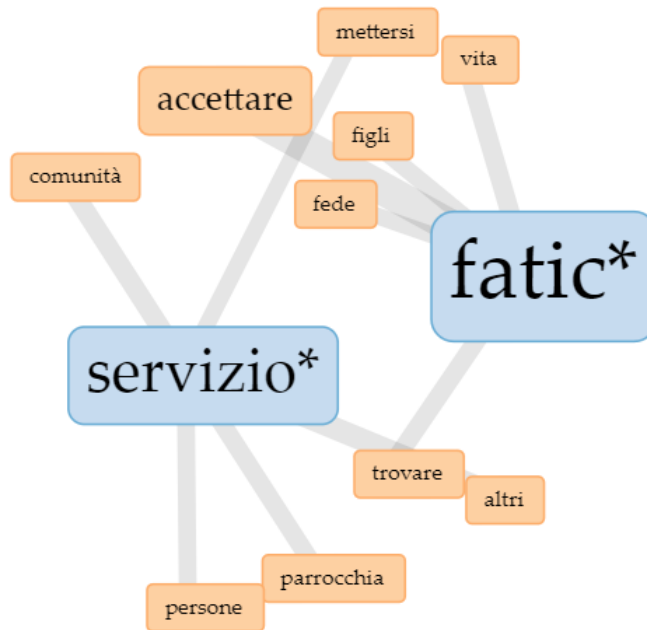 mettersi
vita
accettare
figli
comunità
fede
fatic*
servizio*
trovare
altri
parrocchia
persone